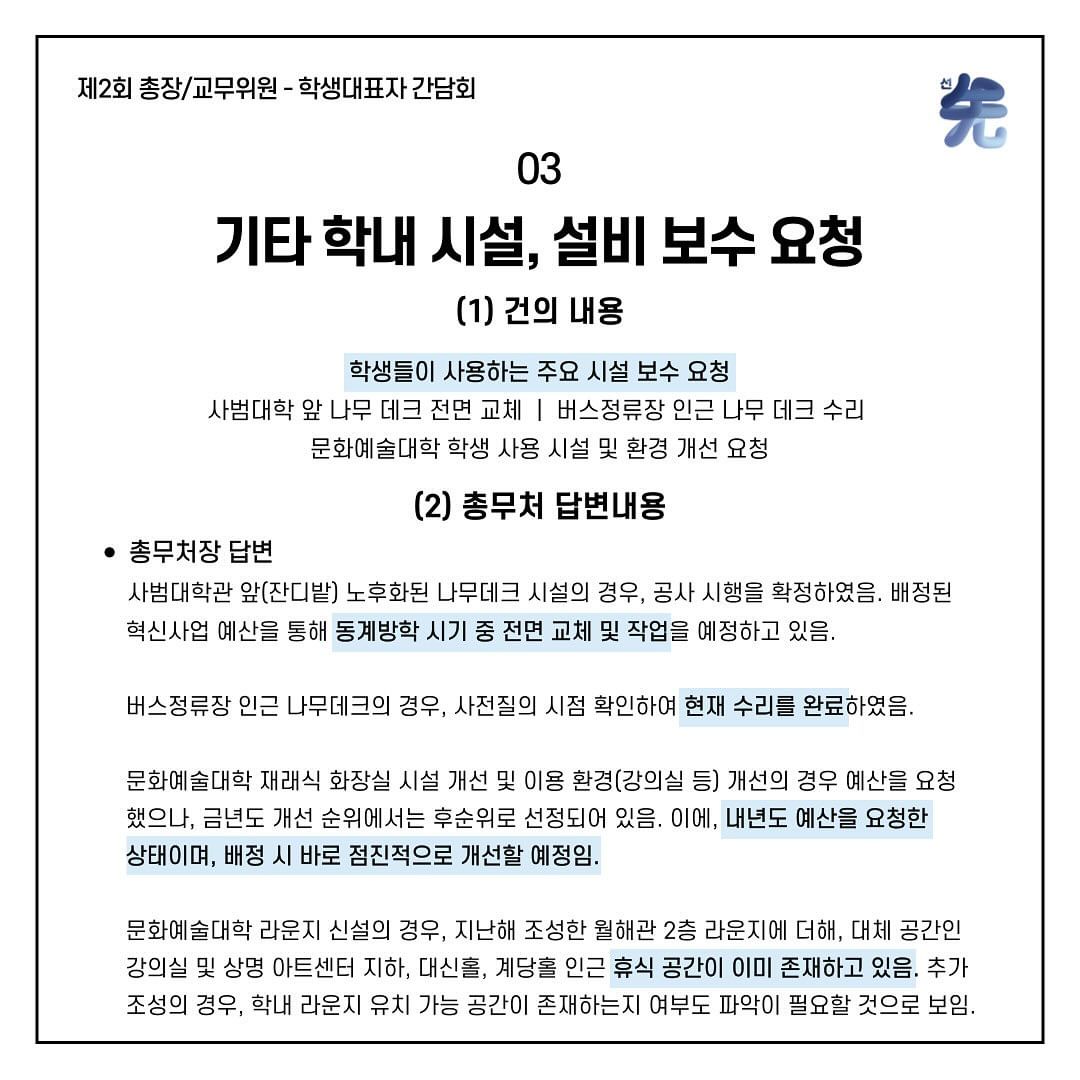 제2회 총장/교무위원 - 학생대표자 간담회
선
先
03
기타 학내 시설, 설비 보수 요청
(1) 건의 내용
학생들이 사용하는 주요 시설 보수 요청
사범대학 앞 나무 데크 전면 교체 | 버스정류장 인근 나무 데크 수리
문화예술대학 학생 사용 시설 및 환경 개선 요청
(2) 총무처 답변내용
• 총무처장 답변
사범대학관 앞(잔디밭) 노후화된 나무데크 시설의 경우, 공사 시행을 확정하였음. 배정된
혁신사업 예산을 통해 동계방학 시기 중 전면 교체 및 작업을 예정하고 있음.
버스정류장 인근 나무데크의 경우, 사전질의 시점 확인하여 현재 수리를 완료하였음.
문화예술대학 재래식 화장실 시설 개선 및 이용 환경(강의실 등) 개선의 경우 예산을 요청
했으나, 금년도 개선 순위에서는 후순위로 선정되어 있음. 이에, 내년도 예산을 요청한
상태이며, 배정 시 바로 점진적으로 개선할 예정임.
문화예술대학 라운지 신설의 경우, 지난해 조성한 월해관 2층 라운지에 더해, 대체 공간인
강의실 및 상명 아트센터 지하, 대신홀, 계당홀 인근 휴식 공간이 이미 존재하고 있음. 추가
조성의 경우, 학내 라운지 유치 가능 공간이 존재하는지 여부도 파악이 필요할 것으로 보임.